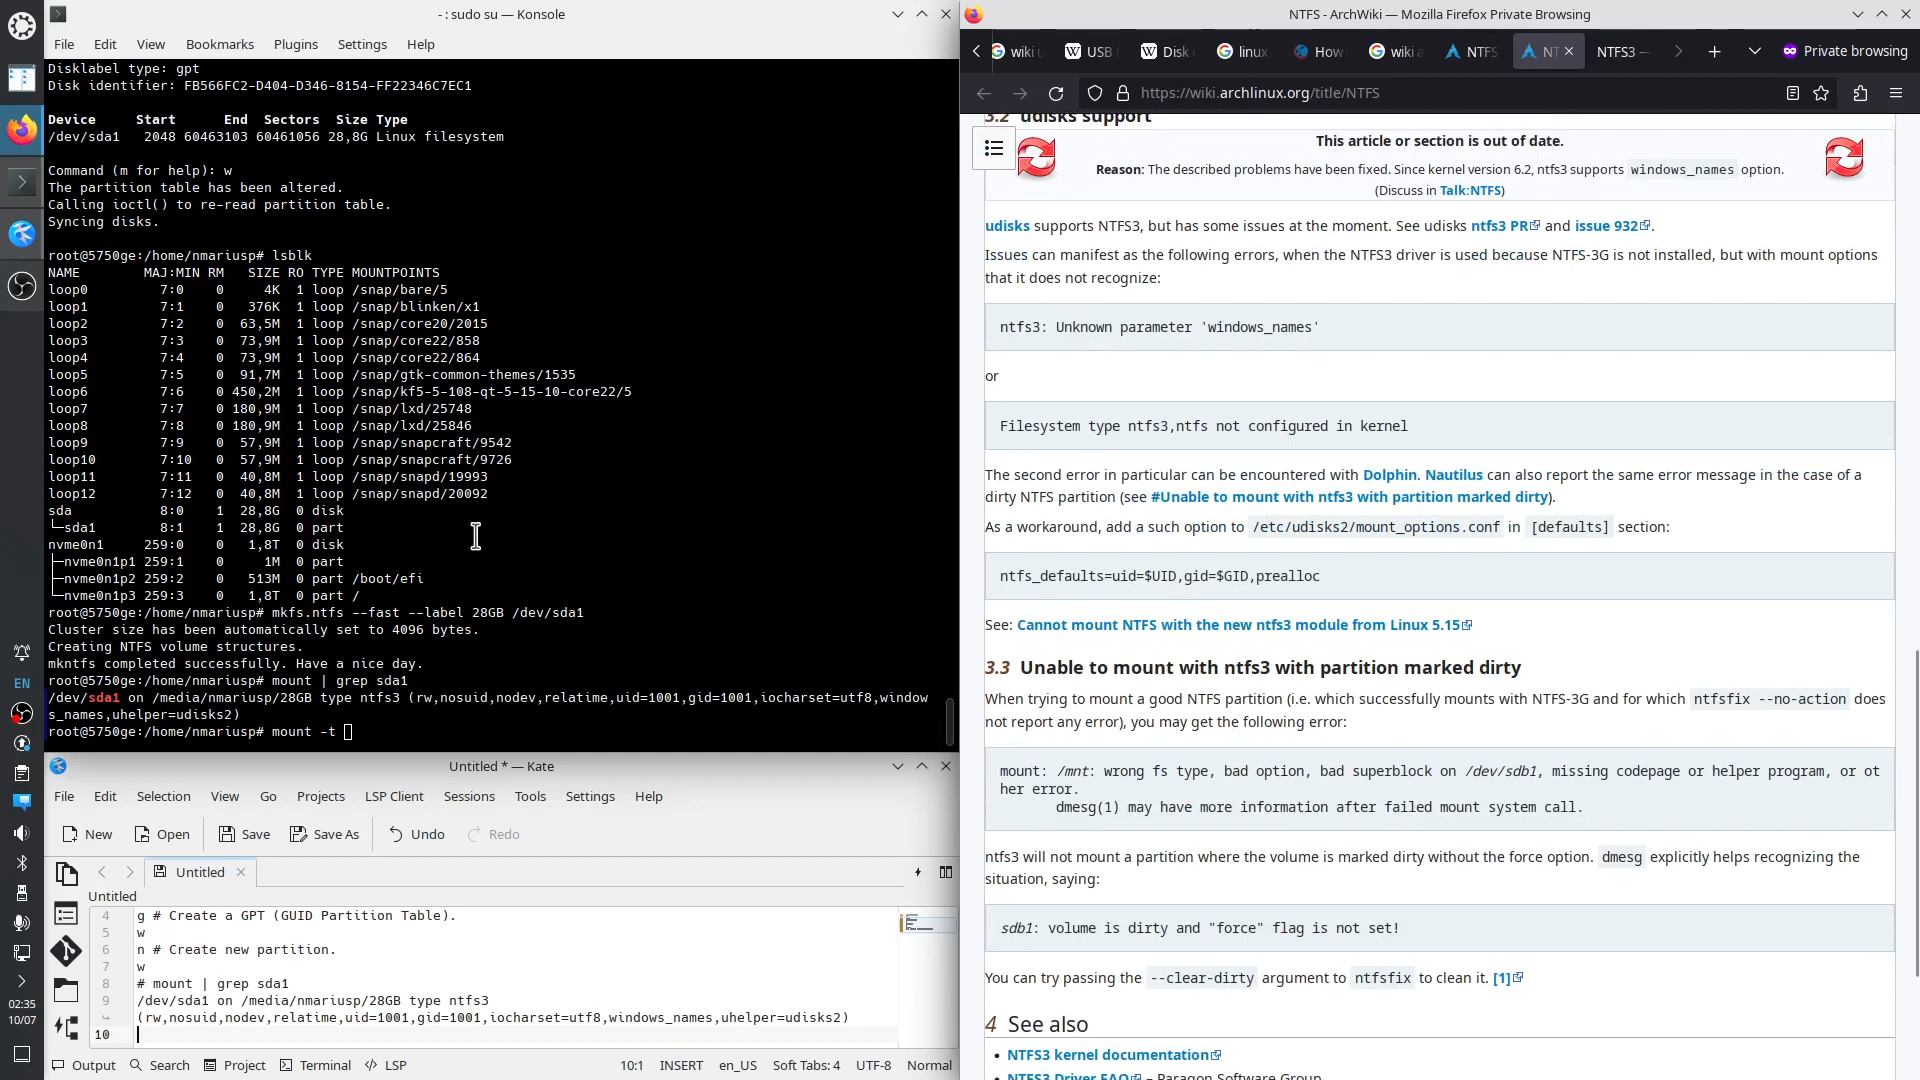 - : sudo su — Konsole
File Edit View Bookmarks Plugins Settings Help
Disklabel type: gpt
Disk identifier: FB566FC2-D404-D346-8154-FF22346C7EC1
Device Start End Sectors Size Type
/dev/sda1 2048 60463103 60461056 28,8G Linux filesystem
Command (m for help): w
The partition table has been altered.
Calling ioctl() to re-read partition table.
Syncing disks.
root@5750ge:/home/nmariusp# lsblk
NAME MAJ:MIN RM SIZE RO TYPE MOUNTPOINTS
loop0 7:0 0 4K 1 loop /snap/bare/5
loop1 7:1 0 376K 1 loop /snap/blinken/x1
loop2 7:2 0 63,5M 1 loop /snap/core20/2015
loop3 7:3 0 73,9M 1 loop /snap/core22/858
loop4 7:4 0 73,9M 1 loop /snap/core22/864
loop5 7:5 0 91,7M 1 loop /snap/gtk-common-themes/1535
loop6 7:6 0 450,2M 1 loop /snap/kf5-5-108-qt-5-15-10-core22/5
loop7 7:7 0 180,9M 1 loop /snap/lxd/25748
loop8 7:8 0 180,9M 1 loop /snap/lxd/25846
loop9 7:9 0 57,9M 1 loop /snap/snapcraft/9542
loop10 7:10 0 57,9M 1 loop /snap/snapcraft/9726
loop11 7:11 0 40,8M 1 loop /snap/snapd/19993
loop12 7:12 0 40,8M 1 loop /snap/snapd/20092
sda 8:0 1 28,8G 0 disk
└─sda1 8:1 1 28,8G 0 part
nvme0n1 259:0 0 1,8T 0 disk
├─nvme0n1p1 259:1 0 1M 0 part
├─nvme0n1p2 259:2 0 513M 0 part /boot/efi
└─nvme0n1p3 259:3 0 1,8T 0 part /
root@5750ge:/home/nmariusp# mkfs.ntfs --fast --label 28GB /dev/sda1
Cluster size has been automatically set to 4096 bytes.
Creating NTFS volume structures.
mkntfs completed successfully. Have a nice day.
root@5750ge:/home/nmariusp# mount | grep sda1
/dev/sda1 on /media/nmariusp/28GB type ntfs3 (rw,nosuid,nodev,relatime,uid=1001,gid=1001,iocharset=utf8,window
s_names,uhelper=udisks2)
root@5750ge:/home/nmariusp# mount -t
Untitled * — Kate
File Edit Selection View Go Projects LSP Client Sessions Tools Settings Help
New Open Save Save As Undo Redo
Untitled
Untitled
4 g # Create a GPT (GUID Partition Table).
5 w
6 n # Create new partition.
7 w
8 # mount | grep sda1
9 /dev/sda1 on /media/nmariusp/28GB type ntfs3
(rw,nosuid,nodev,relatime,uid=1001,gid=1001,iocharset=utf8,windows_names,uhelper=udisks2)
10
Output Search Project Terminal LSP 10:1 INSERT en_US Soft Tabs: 4 UTF-8 Normal
EN
02:35
10/07
NTFS - ArchWiki — Mozilla Firefox Private Browsing
wiki u USB Disk linux How wiki a NTFS NT NTFS3 — Private browsing
https://wiki.archlinux.org/title/NTFS
3.2 udisks support
This article or section is out of date.
Reason: The described problems have been fixed. Since kernel version 6.2, ntfs3 supports windows_names option.
(Discuss in Talk:NTFS)
udisks supports NTFS3, but has some issues at the moment. See udisks ntfs3 PR and issue 932.
Issues can manifest as the following errors, when the NTFS3 driver is used because NTFS-3G is not installed, but with mount options
that it does not recognize:
ntfs3: Unknown parameter 'windows_names'
or
Filesystem type ntfs3,ntfs not configured in kernel
The second error in particular can be encountered with Dolphin. Nautilus can also report the same error message in the case of a
dirty NTFS partition (see #Unable to mount with ntfs3 with partition marked dirty).
As a workaround, add a such option to /etc/udisks2/mount_options.conf in [defaults] section:
ntfs_defaults=uid=$UID,gid=$GID,prealloc
See: Cannot mount NTFS with the new ntfs3 module from Linux 5.15
3.3 Unable to mount with ntfs3 with partition marked dirty
When trying to mount a good NTFS partition (i.e. which successfully mounts with NTFS-3G and for which ntfsfix --no-action does
not report any error), you may get the following error:
mount: /mnt: wrong fs type, bad option, bad superblock on /dev/sdb1, missing codepage or helper program, or ot
her error.
dmesg(1) may have more information after failed mount system call.
ntfs3 will not mount a partition where the volume is marked dirty without the force option. dmesg explicitly helps recognizing the
situation, saying:
sdb1: volume is dirty and "force" flag is not set!
You can try passing the --clear-dirty argument to ntfsfix to clean it. [1]
4 See also
• NTFS3 kernel documentation
• NTFS3 Driver FAQ – Paragon Software Group